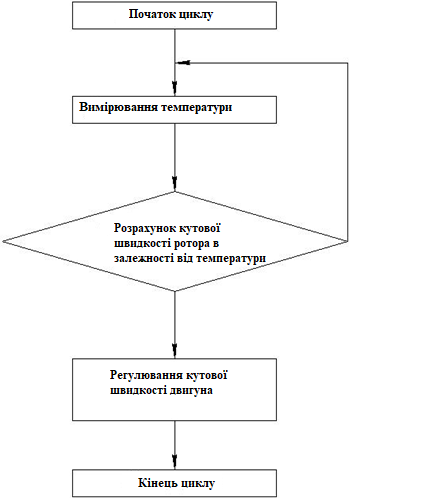 Початок циклу
Вимірювання температури
Розрахунок кутової
швидкості ротора в
залежності від температури
Регулювання кутової
швидкості двигуна
Кінець циклу